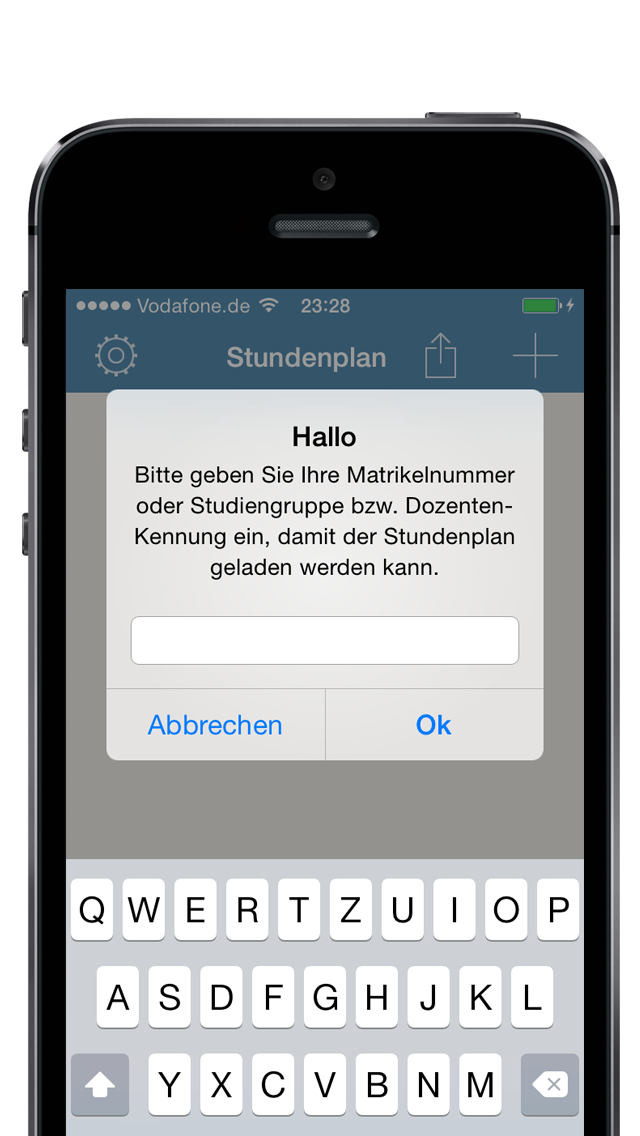 Vodafone.de 23:28
Stundenplan
Hallo
Bitte geben Sie Ihre Matrikelnummer
oder Studiengruppe bzw. Dozenten-
Kennung ein, damit der Stundenplan
geladen werden kann.
Abbrechen Ok
Q W E R T Z U I O P
A S D F G H J K L
Y X C V B N M